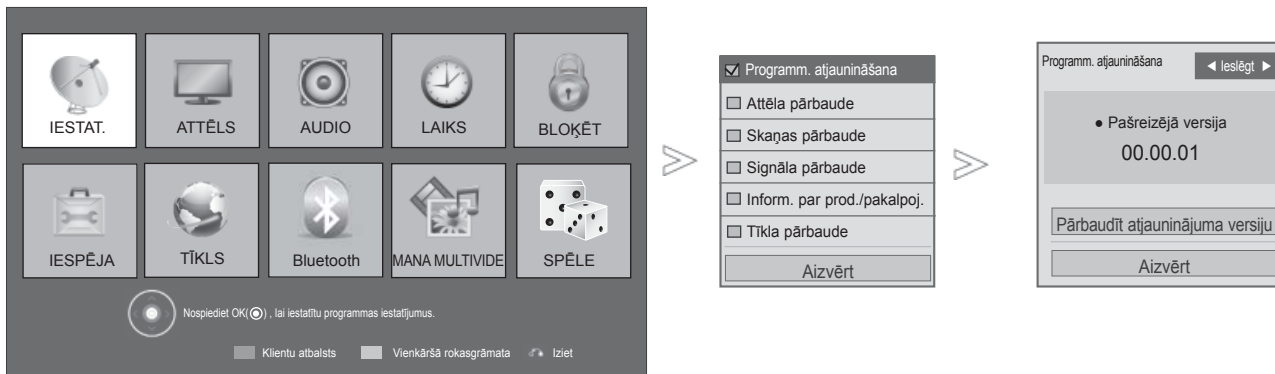 IESTAT.
ATTĒLS
AUDIO
LAIKS
BLOĶĒT
IESPĒJA
TĪKLS
Bluetooth
MANA MULTIVIDE
SPĒLE
Nospiediet OK(◉) , lai iestatītu programmas iestatījumus.
Klientu atbalsts
Vienkāršā rokasgrāmata
Iziet
Programm. atjaunināšana
Attēla pārbaude
Skaņas pārbaude
Signāla pārbaude
Inform. par prod./pakalpoj.
Tīkla pārbaude
Aizvērt
Programm. atjaunināšana
◀ Ieslēgt ▶
● Pašreizējā versija
00.00.01
Pārbaudīt atjauninājuma versiju
Aizvērt